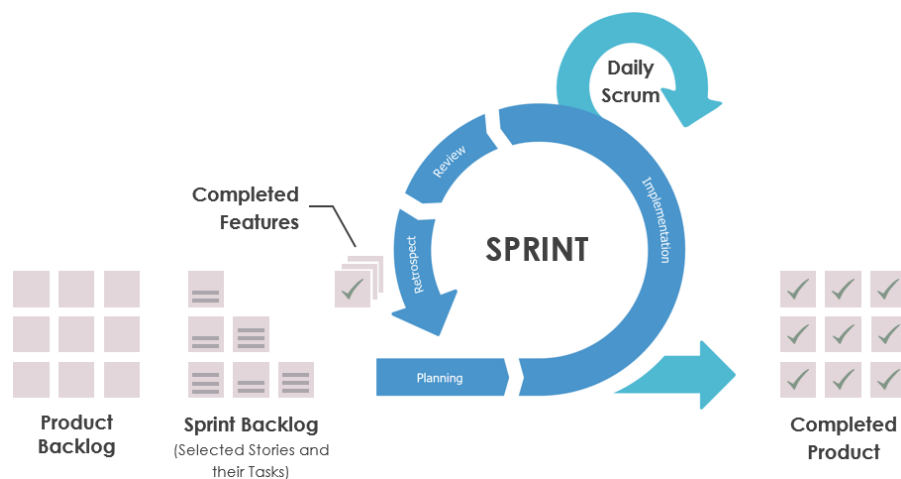 Daily
Scrum
Review
Implementation
Completed
Features
SPRINT
Retrospect
Planning
Product
Backlog
Sprint Backlog
(Selected Stories and
their Tasks)
Completed
Product